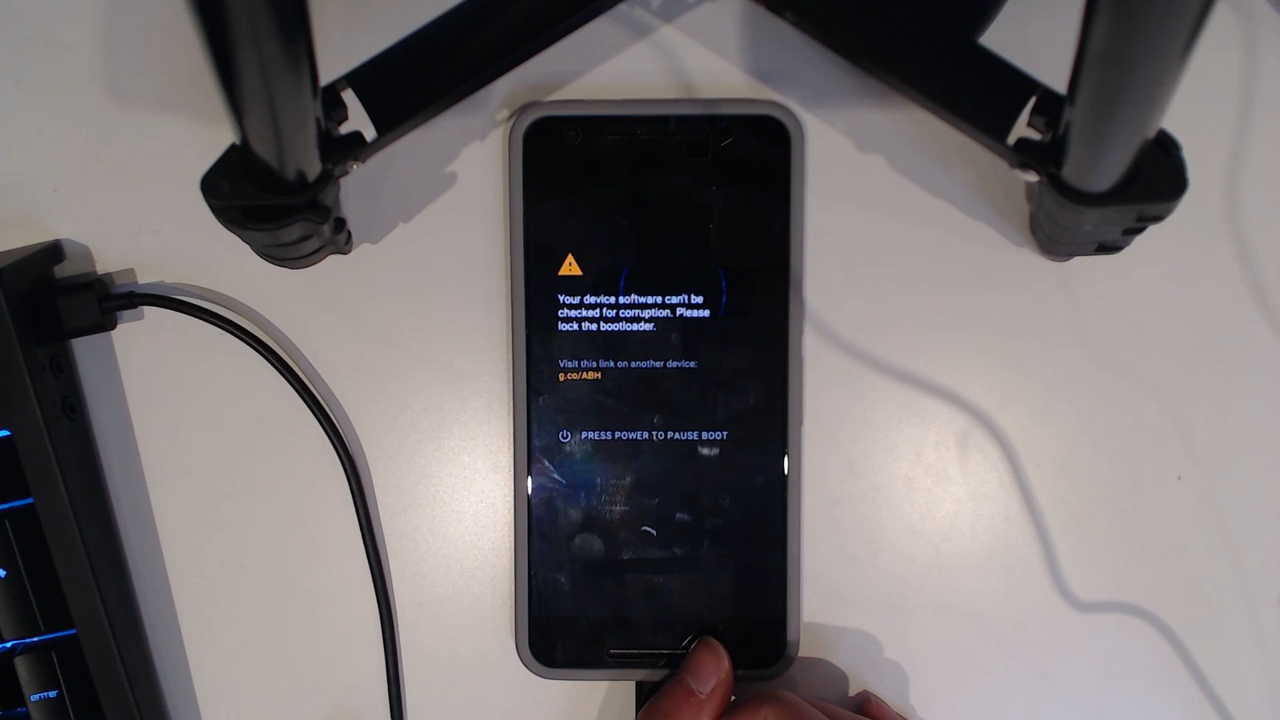 Your device software can't be
checked for corruption. Please
lock the bootloader.
Visit this link on another device:
g.co/ABH
PRESS POWER TO PAUSE BOOT
ENTER